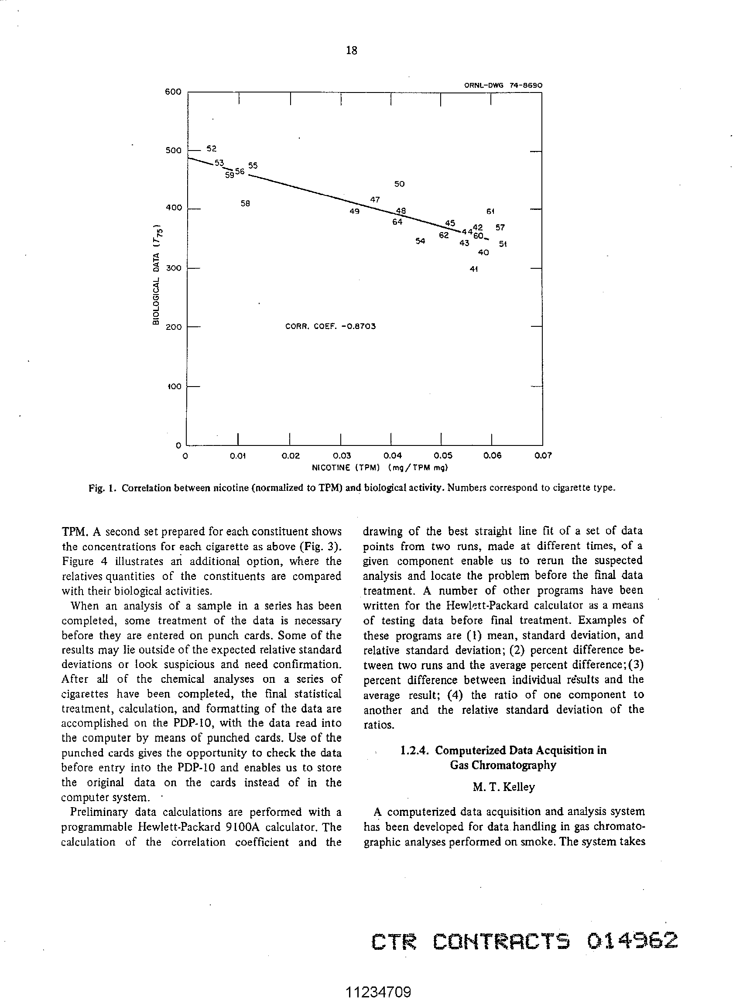 18
ORNL-DWG 74-8690
600
500
400
300
200
100
0
BIOLOGICAL DATA (T75)
52
53
59
56
55
58
50
47
49
48
64
54
45
62
44
42
60
43
40
41
61
57
51
CORR. COEF. -0.8703
0
0.01
0.02
0.03
0.04
0.05
0.06
0.07
NICOTINE (TPM) (mg/TPM mg)
Fig. 1. Correlation between nicotine (normalized to TPM) and biological activity. Numbers correspond to cigarette type.
TPM. A second set prepared for each constituent shows
the concentrations for each cigarette as above (Fig. 3).
Figure 4 illustrates an additional option, where the
relatives quantities of the constituents are compared
with their biological activities.
When an analysis of a sample in a series has been
completed, some treatment of the data is necessary
before they are entered on punch cards. Some of the
results may lie outside of the expected relative standard
deviations or look suspicious and need confirmation.
After all of the chemical analyses on a series of
cigarettes have been completed, the final statistical
treatment, calculation, and formatting of the data are
accomplished on the PDP-10, with the data read into
the computer by means of punched cards. Use of the
punched cards gives the opportunity to check the data
before entry into the PDP-10 and enables us to store
the original data on the cards instead of in the
computer system.
Preliminary data calculations are performed with a
programmable Hewlett-Packard 9100A calculator. The
calculation of the correlation coefficient and the
drawing of the best straight line fit of a set of data
points from two runs, made at different times, of a
given component enable us to rerun the suspected
analysis and locate the problem before the final data
treatment. A number of other programs have been
written for the Hewlett-Packard calculator as a means
of testing data before final treatment. Examples of
these programs are (1) mean, standard deviation, and
relative standard deviation; (2) percent difference be-
tween two runs and the average percent difference; (3)
percent difference between individual results and the
average result; (4) the ratio of one component to
another and the relative standard deviation of the
ratios.
1.2.4. Computerized Data Acquisition in
Gas Chromatography
M. T. Kelley
A computerized data acquisition and analysis system
has been developed for data handling in gas chromato-
graphic analyses performed on smoke. The system takes
CTR CONTRACTS 014962
11234709